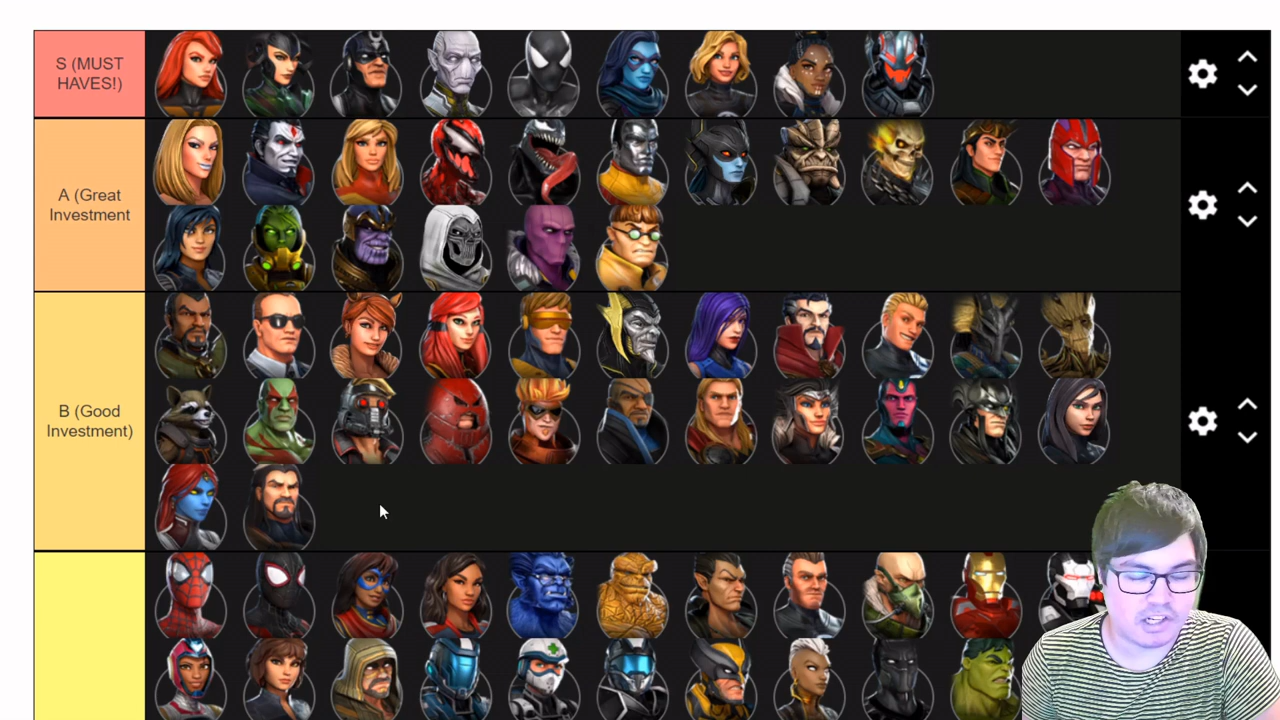 S (MUST
HAVES!)
A (Great
Investment
B (Good
Investment)